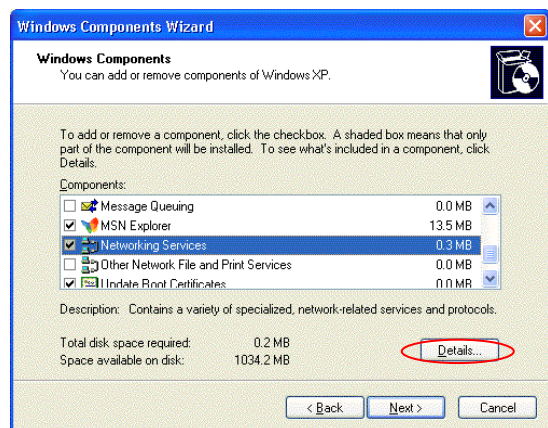 Windows Components Wizard
Windows Components
You can add or remove components of Windows XP.
To add or remove a component, click the checkbox. A shaded box means that only
part of the component will be installed. To see what's included in a component, click
Details.
Components:
Message Queuing 0.0 MB
MSN Explorer 13.5 MB
Networking Services 0.3 MB
Other Network File and Print Services 0.0 MB
Update Root Certificates 0.0 MB
Description: Contains a variety of specialized, network-related services and protocols.
Total disk space required: 0.2 MB
Space available on disk: 1034.2 MB
Details...
< Back Next > Cancel